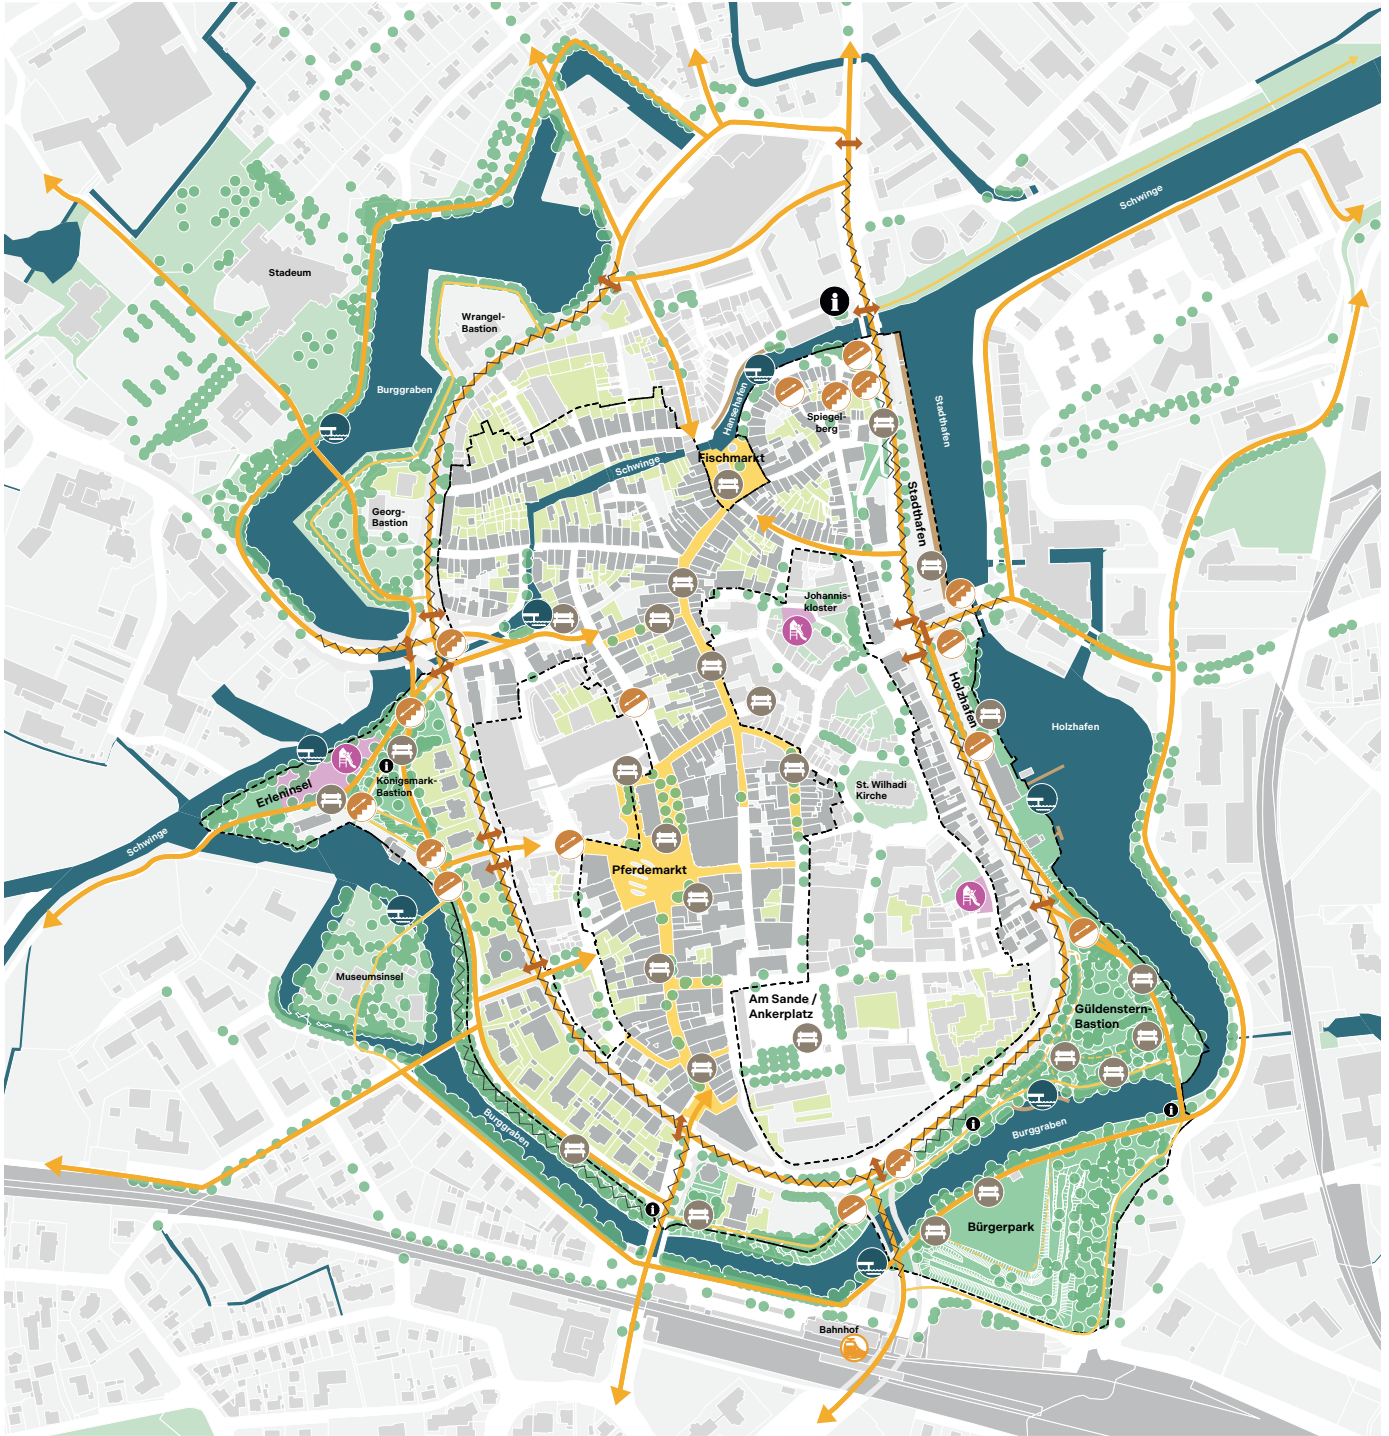 Schwinge
Stadeum
Wrangel-
Bastion
Burggraben
Hansehafen
Stadthafen
Spiegel-
berg
Fischmarkt
Schwinge
Georg-
Bastion
Stadthafen
Johannis-
kloster
Holzhafen
Holzhafen
Königsmark-
Bastion
Erleninsel
St. Wilhadi
Kirche
Schwinge
Pferdemarkt
Museumsinsel
Am Sande /
Ankerplatz
Güldenstern-
Bastion
Burggraben
Burggraben
Bürgerpark
Bahnhof